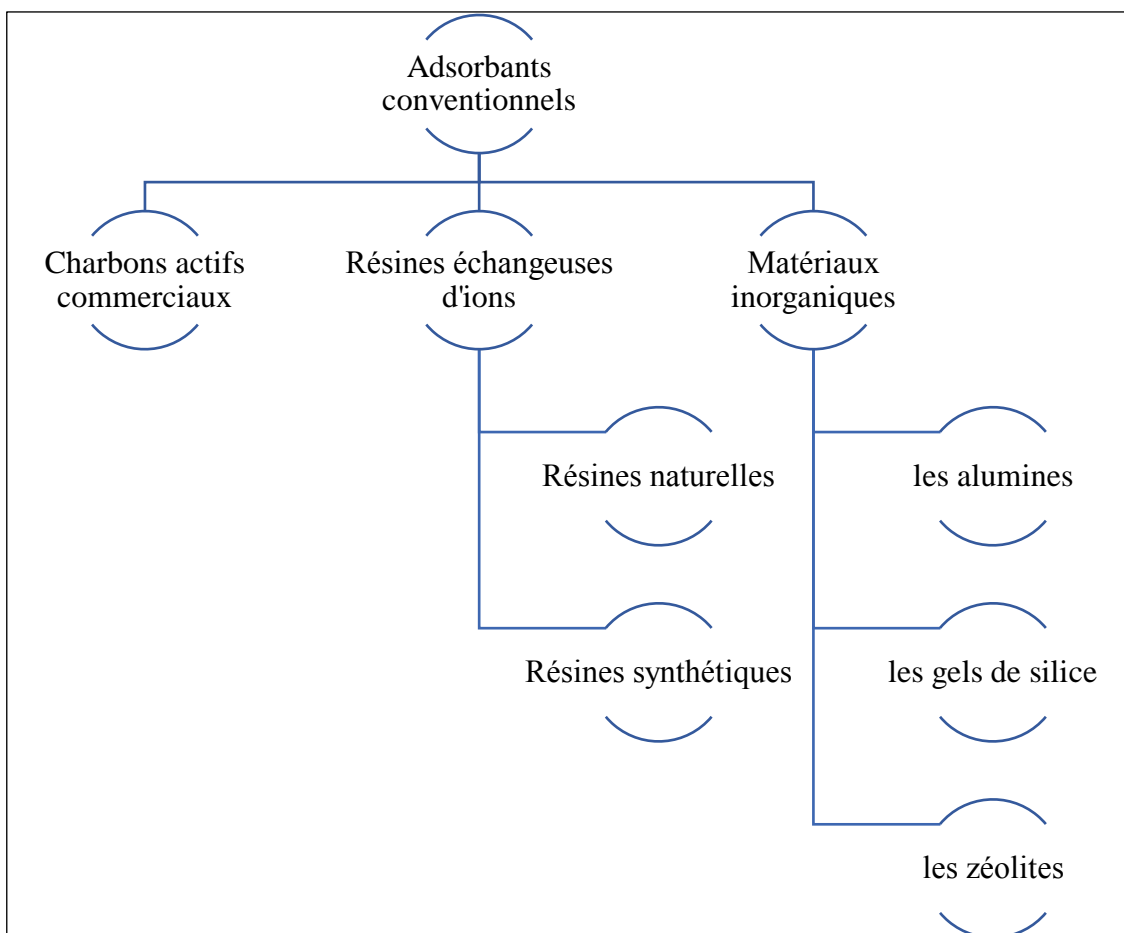 Adsorbants
conventionnels
Charbons actifs
commerciaux
Résines échangeuses
d'ions
Matériaux
inorganiques
Résines naturelles
les alumines
Résines synthétiques
les gels de silice
les zéolites